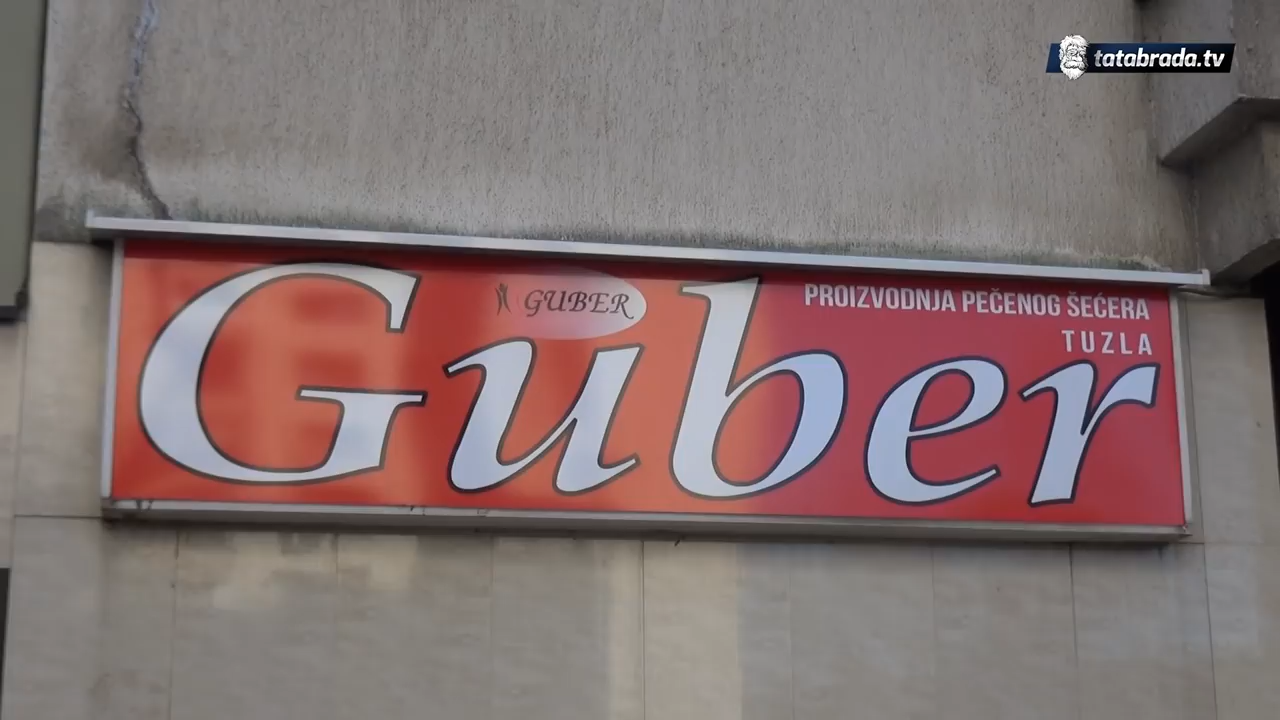 tatabrada.tv
GUBER
PROIZVODNJA PEČENOG ŠEĆERA
TUZLA
Guber